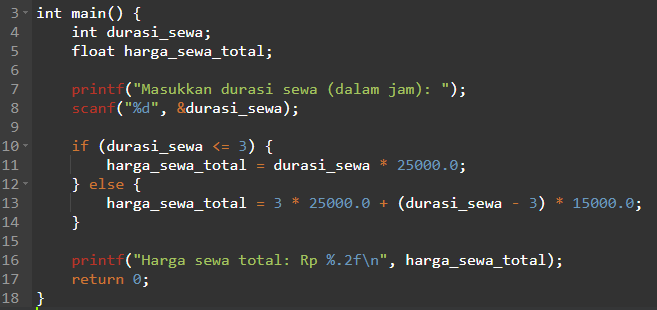 3 int main() {
4 int durasi_sewa;
5 float harga_sewa_total;
6
7 printf("Masukkan durasi sewa (dalam jam): ");
8 scanf("%d", &durasi_sewa);
9
10 if (durasi_sewa <= 3) {
11 harga_sewa_total = durasi_sewa * 25000.0;
12 } else {
13 harga_sewa_total = 3 * 25000.0 + (durasi_sewa - 3) * 15000.0;
14 }
15
16 printf("Harga sewa total: Rp %.2f\n", harga_sewa_total);
17 return 0;
18 }